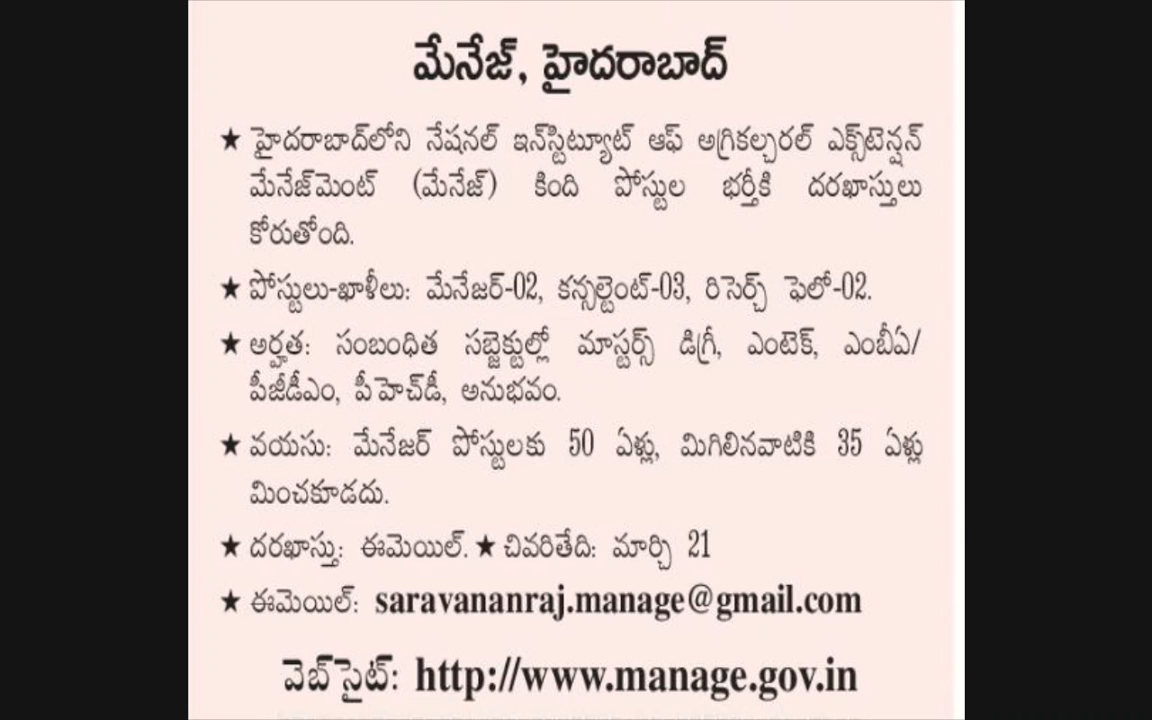 మేనేజ్, హైదరాబాద్
★ హైదరాబాద్‌లోని నేషనల్ ఇన్‌స్టిట్యూట్ ఆఫ్ అగ్రికల్చరల్ ఎక్స్‌టెన్షన్
మేనేజ్‌మెంట్ (మేనేజ్) కింది పోస్టుల భర్తీకి దరఖాస్తులు
కోరుతోంది.
★ పోస్టులు-ఖాళీలు: మేనేజర్-02, కన్సల్టెంట్-03, రిసెర్చ్ ఫెలో-02.
★ అర్హత: సంబంధిత సబ్జెక్టుల్లో మాస్టర్స్ డిగ్రీ, ఎంటెక్, ఎంబీఏ/
పీజీడీఎం, పీహెచ్‌డీ, అనుభవం.
★ వయసు: మేనేజర్ పోస్టులకు 50 ఏళ్లు, మిగిలినవాటికి 35 ఏళ్లు
మించకూడదు.
★ దరఖాస్తు: ఈమెయిల్. ★ చివరితేది: మార్చి 21
★ ఈమెయిల్: saravananraj.manage@gmail.com
వెబ్‌సైట్: http://www.manage.gov.in